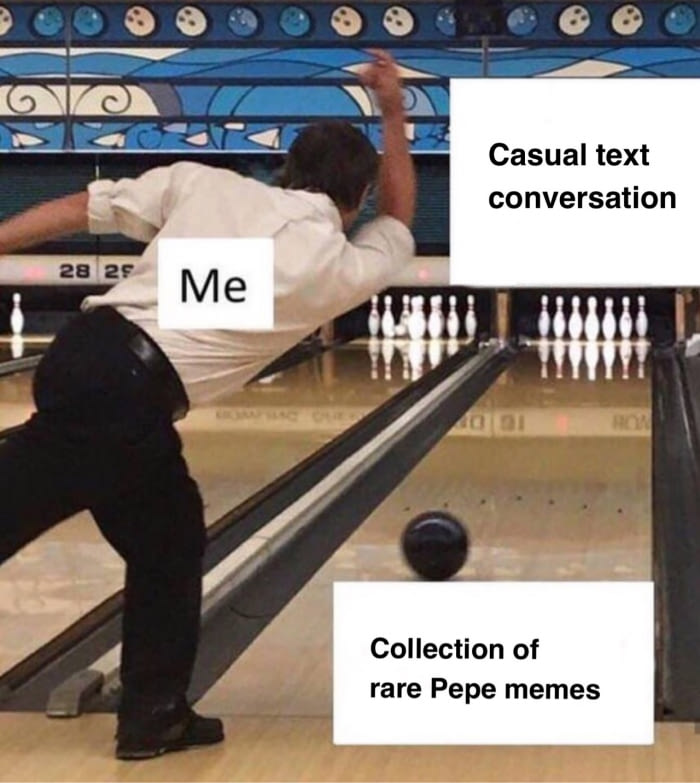 Casual text
conversation
28
Me
Collection of
rare Pepe memes